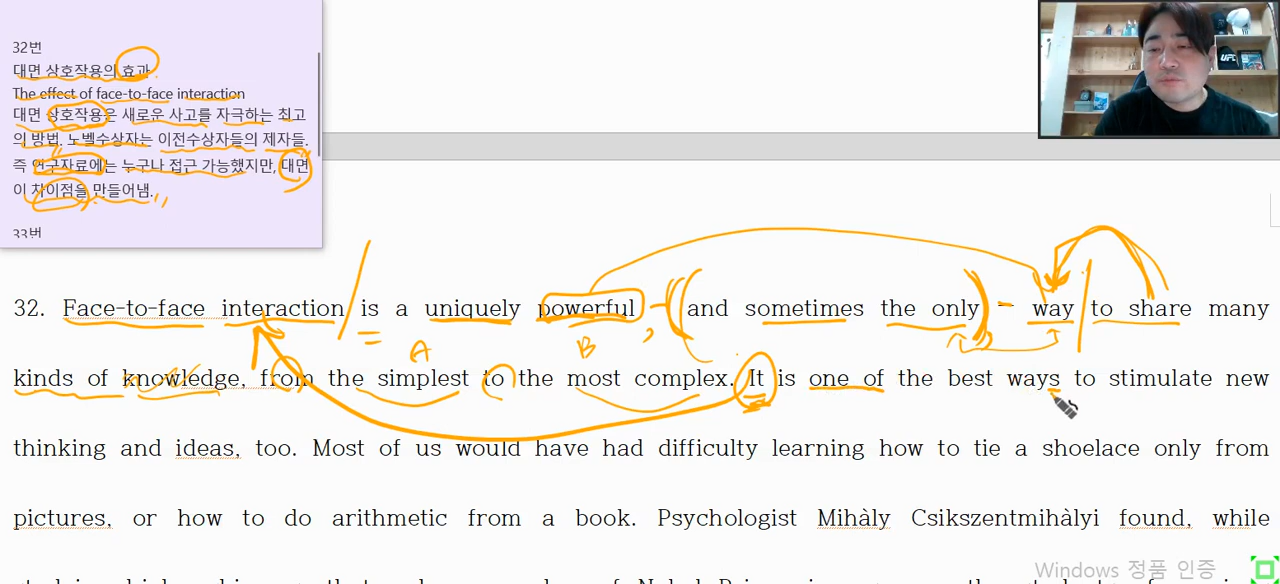 32번
대면 상호작용의 효과
The effect of face-to-face interaction
대면 상호작용은 새로운 사고를 자극하는 최고
의 방법. 노벨수상자는 이전수상자들의 제자들.
즉 연구자료에는 누구나 접근 가능했지만, 대면
이 차이점을 만들어냄.
33번
UFC
32. Face-to-face interaction is a uniquely powerful - (and sometimes the only) - way to share many
A B
kinds of knowledge, from the simplest to the most complex. It is one of the best ways to stimulate new
thinking and ideas, too. Most of us would have had difficulty learning how to tie a shoelace only from
pictures, or how to do arithmetic from a book. Psychologist Mihàly Csikszentmihàlyi found, while
Windows 정품 인증